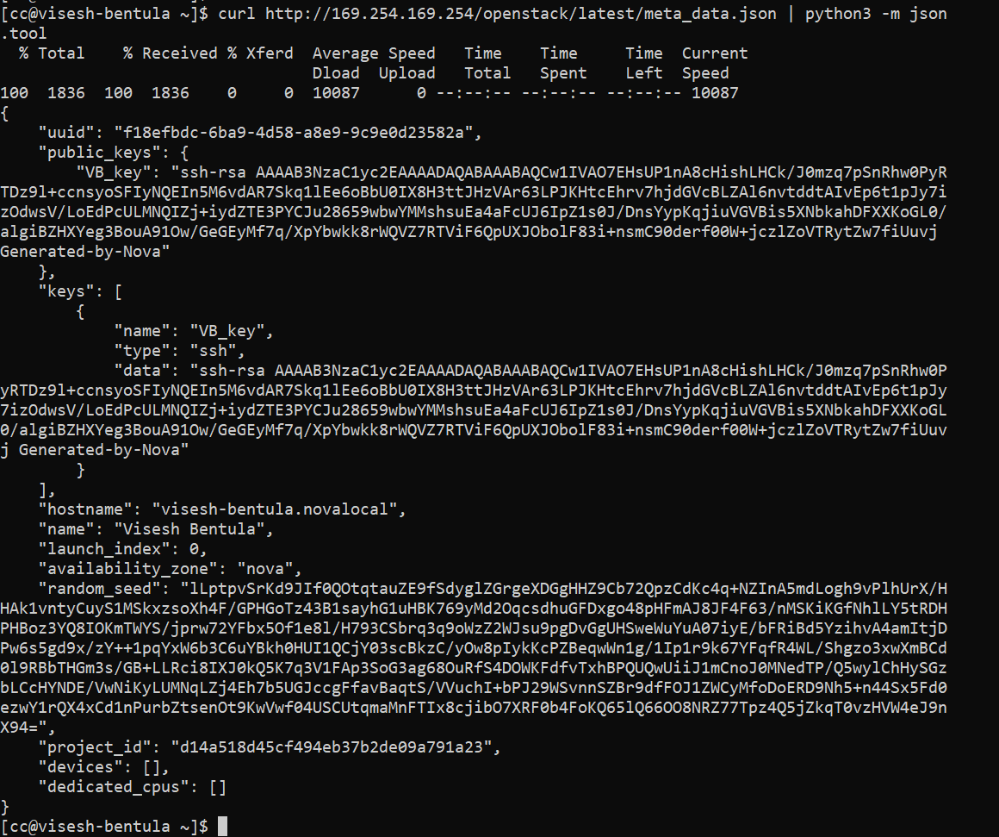 [cc@visesh-bentula ~]$ curl http://169.254.169.254/openstack/latest/meta_data.json | python3 -m json
.tool
  % Total    % Received % Xferd  Average Speed   Time    Time     Time  Current
                                 Dload  Upload   Total   Spent    Left  Speed
100  1836  100  1836    0     0  10087      0 --:--:-- --:--:-- --:--:-- 10087
{
    "uuid": "f18efbdc-6ba9-4d58-a8e9-9c9e0d23582a",
    "public_keys": {
        "VB_key": "ssh-rsa AAAAB3NzaC1yc2EAAAADAQABAAABAQCw1IVAO7EHsUP1nA8cHishLHCk/J0mzq7pSnRhw0PyR
TDz9l+ccnsyoSFIyNQEIn5M6vdAR7Skq1lEe6oBbU0IX8H3ttJHzVAr63LPJKHtcEhrv7hjdGVcBLZAl6nvtddtAIvEp6t1pJy7i
zOdwsV/LoEdPcULMNQIZj+iydZTE3PYCJu28659wbwYMMshsuEa4aFcUJ6IpZ1s0J/DnsYypKqjiuVGVBis5XNbkahDFXXKoGL0/
algiBZHXYeg3BouA91Ow/GeGEyMf7q/XpYbwkk8rWQVZ7RTViF6QpUXJObolF83i+nsmC90derf00W+jczlZoVTRytZw7fiUuvj 
Generated-by-Nova"
    },
    "keys": [
        {
            "name": "VB_key",
            "type": "ssh",
            "data": "ssh-rsa AAAAB3NzaC1yc2EAAAADAQABAAABAQCw1IVAO7EHsUP1nA8cHishLHCk/J0mzq7pSnRhw0P
yRTDz9l+ccnsyoSFIyNQEIn5M6vdAR7Skq1lEe6oBbU0IX8H3ttJHzVAr63LPJKHtcEhrv7hjdGVcBLZAl6nvtddtAIvEp6t1pJy
7izOdwsV/LoEdPcULMNQIZj+iydZTE3PYCJu28659wbwYMMshsuEa4aFcUJ6IpZ1s0J/DnsYypKqjiuVGVBis5XNbkahDFXXKoGL
0/algiBZHXYeg3BouA91Ow/GeGEyMf7q/XpYbwkk8rWQVZ7RTViF6QpUXJObolF83i+nsmC90derf00W+jczlZoVTRytZw7fiUuv
j Generated-by-Nova"
        }
    ],
    "hostname": "visesh-bentula.novalocal",
    "name": "Visesh Bentula",
    "launch_index": 0,
    "availability_zone": "nova",
    "random_seed": "lLptpvSrKd9JIf0QOtqtauZE9fSdyglZGrgeXDGgHHZ9Cb72QpzCdKc4q+NZInA5mdLogh9vPlhUrX/H
HAk1vntyCuyS1MSkxzsoXh4F/GPHGoTz43B1sayhG1uHBK769yMd2OqcsdhuGFDxgo48pHFmAJ8JF4F63/nMSKiKGfNhlLY5tRDH
PHBoz3YQ8IOKmTWYS/jprw72YFbx5Of1e8l/H793CSbrq3q9oWzZ2WJsu9pgDvGgUHSweWuYuA07iyE/bFRiBd5YzihvA4amItjD
Pw6s5gd9x/zY++1pqYxW6b3C6uYBkh0HUI1QCjY03scBkzC/yOw8pIykKcPZBeqwWn1g/1Ip1r9k67YFqfR4WL/Shgzo3xwXmBCd
0l9RBbTHGm3s/GB+LLRci8IXJ0kQ5K7q3V1FAp3SoG3ag68OuRfS4DOWKFdfvTxhBPQUQwUiiJ1mCnoJ0MNedTP/Q5wylChHySGz
bLCcHYNDE/VwNiKyLUMNqLZj4Eh7b5UGJccgFfavBaqtS/VVuchI+bPJ29WSvnnSZBr9dfFOJ1ZWCyMfoDoERD9Nh5+n44Sx5Fd0
ezwY1rQX4xCd1nPurbZtsenOt9KwVwf04USCUtqmaMnFTIx8cjibO7XRF0b4FoKQ65lQ66OO8NRZ77Tpz4Q5jZkqT0vzHVW4eJ9n
X94=",
    "project_id": "d14a518d45cf494eb37b2de09a791a23",
    "devices": [],
    "dedicated_cpus": []
}
[cc@visesh-bentula ~]$